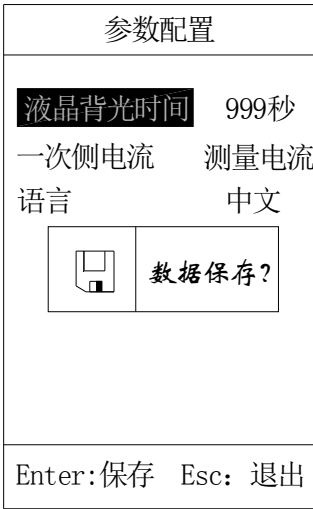 参数配置
液晶背光时间 999秒
一次侧电流 测量电流
语言 中文
数据保存?
Enter:保存 Esc: 退出